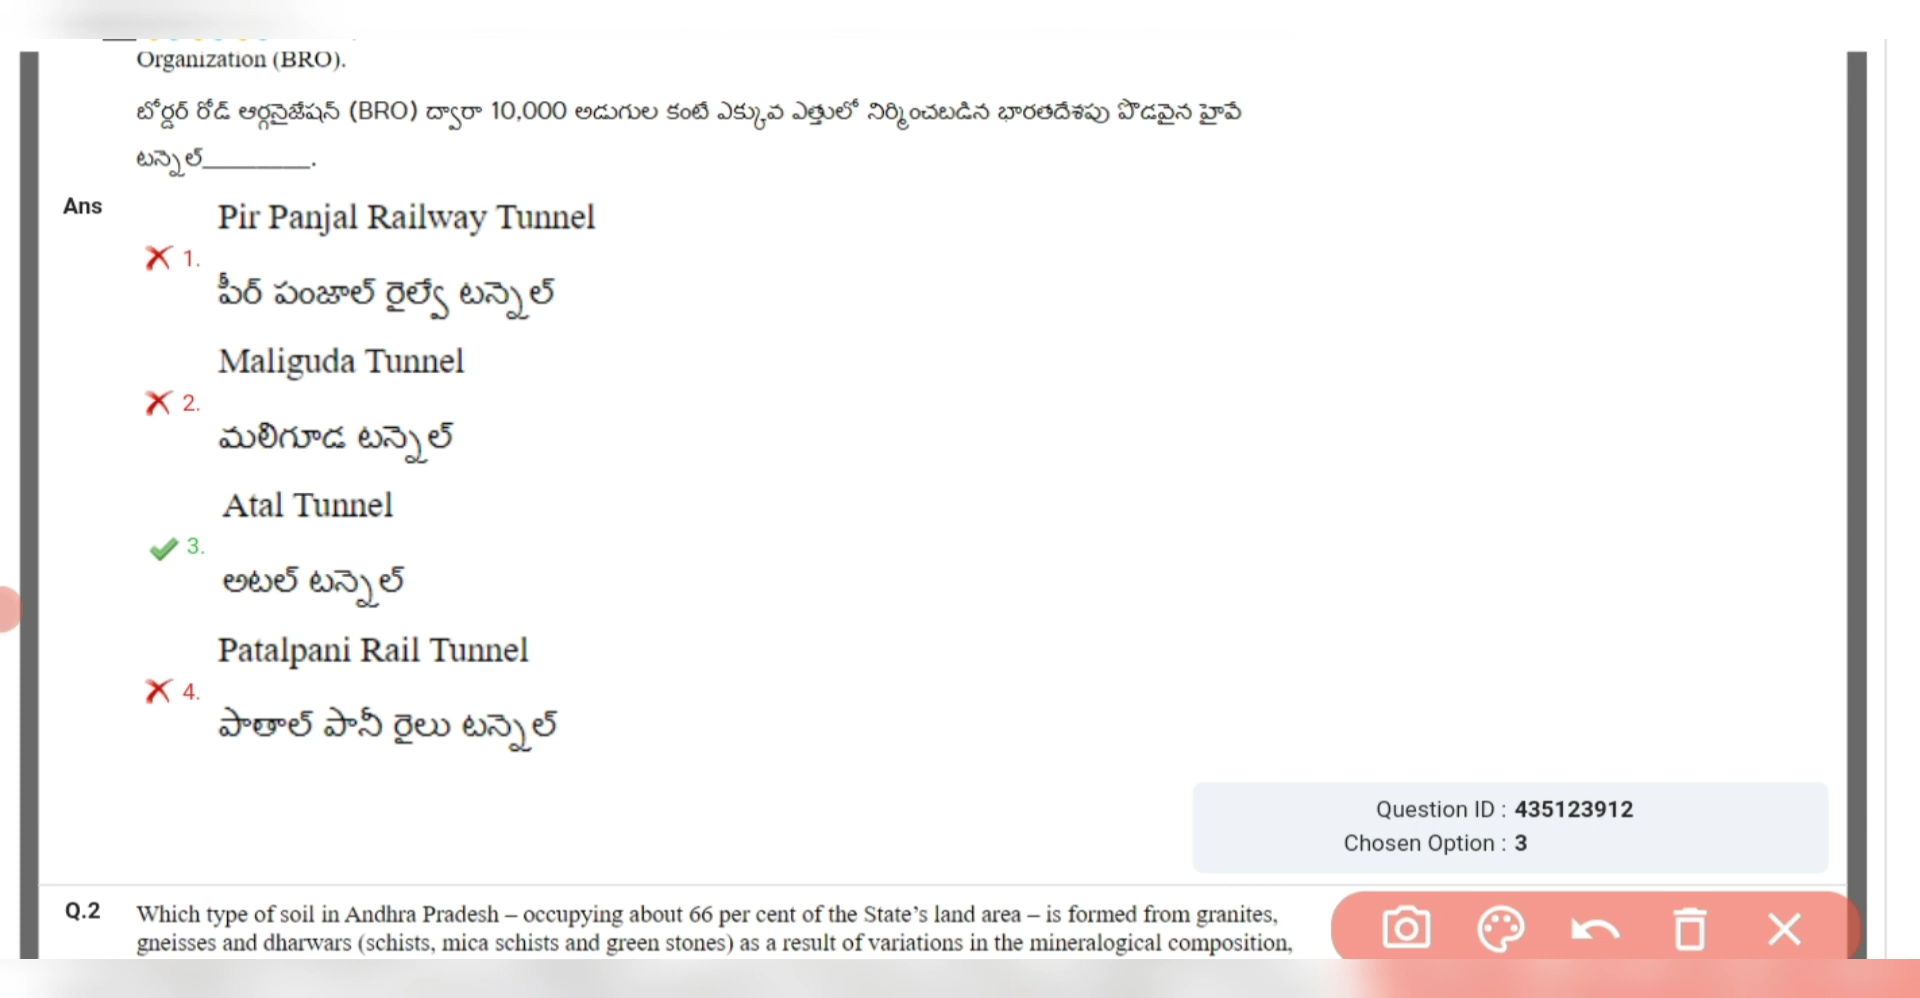 Organization (BRO).
బోర్డర్ రోడ్ ఆర్గనైజేషన్ (BRO) ద్వారా 10,000 అడుగుల కంటే ఎక్కువ ఎత్తులో నిర్మించబడిన భారతదేశపు పొడవైన హైవే
టన్నెల్_________.
Ans
Pir Panjal Railway Tunnel
1.
పీర్ పంజాల్ రైల్వే టన్నెల్
Maliguda Tunnel
2.
మలిగూడ టన్నెల్
Atal Tunnel
3.
అటల్ టన్నెల్
Patalpani Rail Tunnel
4.
పాతాల్ పానీ రైలు టన్నెల్
Question ID : 435123912
Chosen Option : 3
Q.2 Which type of soil in Andhra Pradesh – occupying about 66 per cent of the State’s land area – is formed from granites,
gneisses and dharwars (schists, mica schists and green stones) as a result of variations in the mineralogical composition,